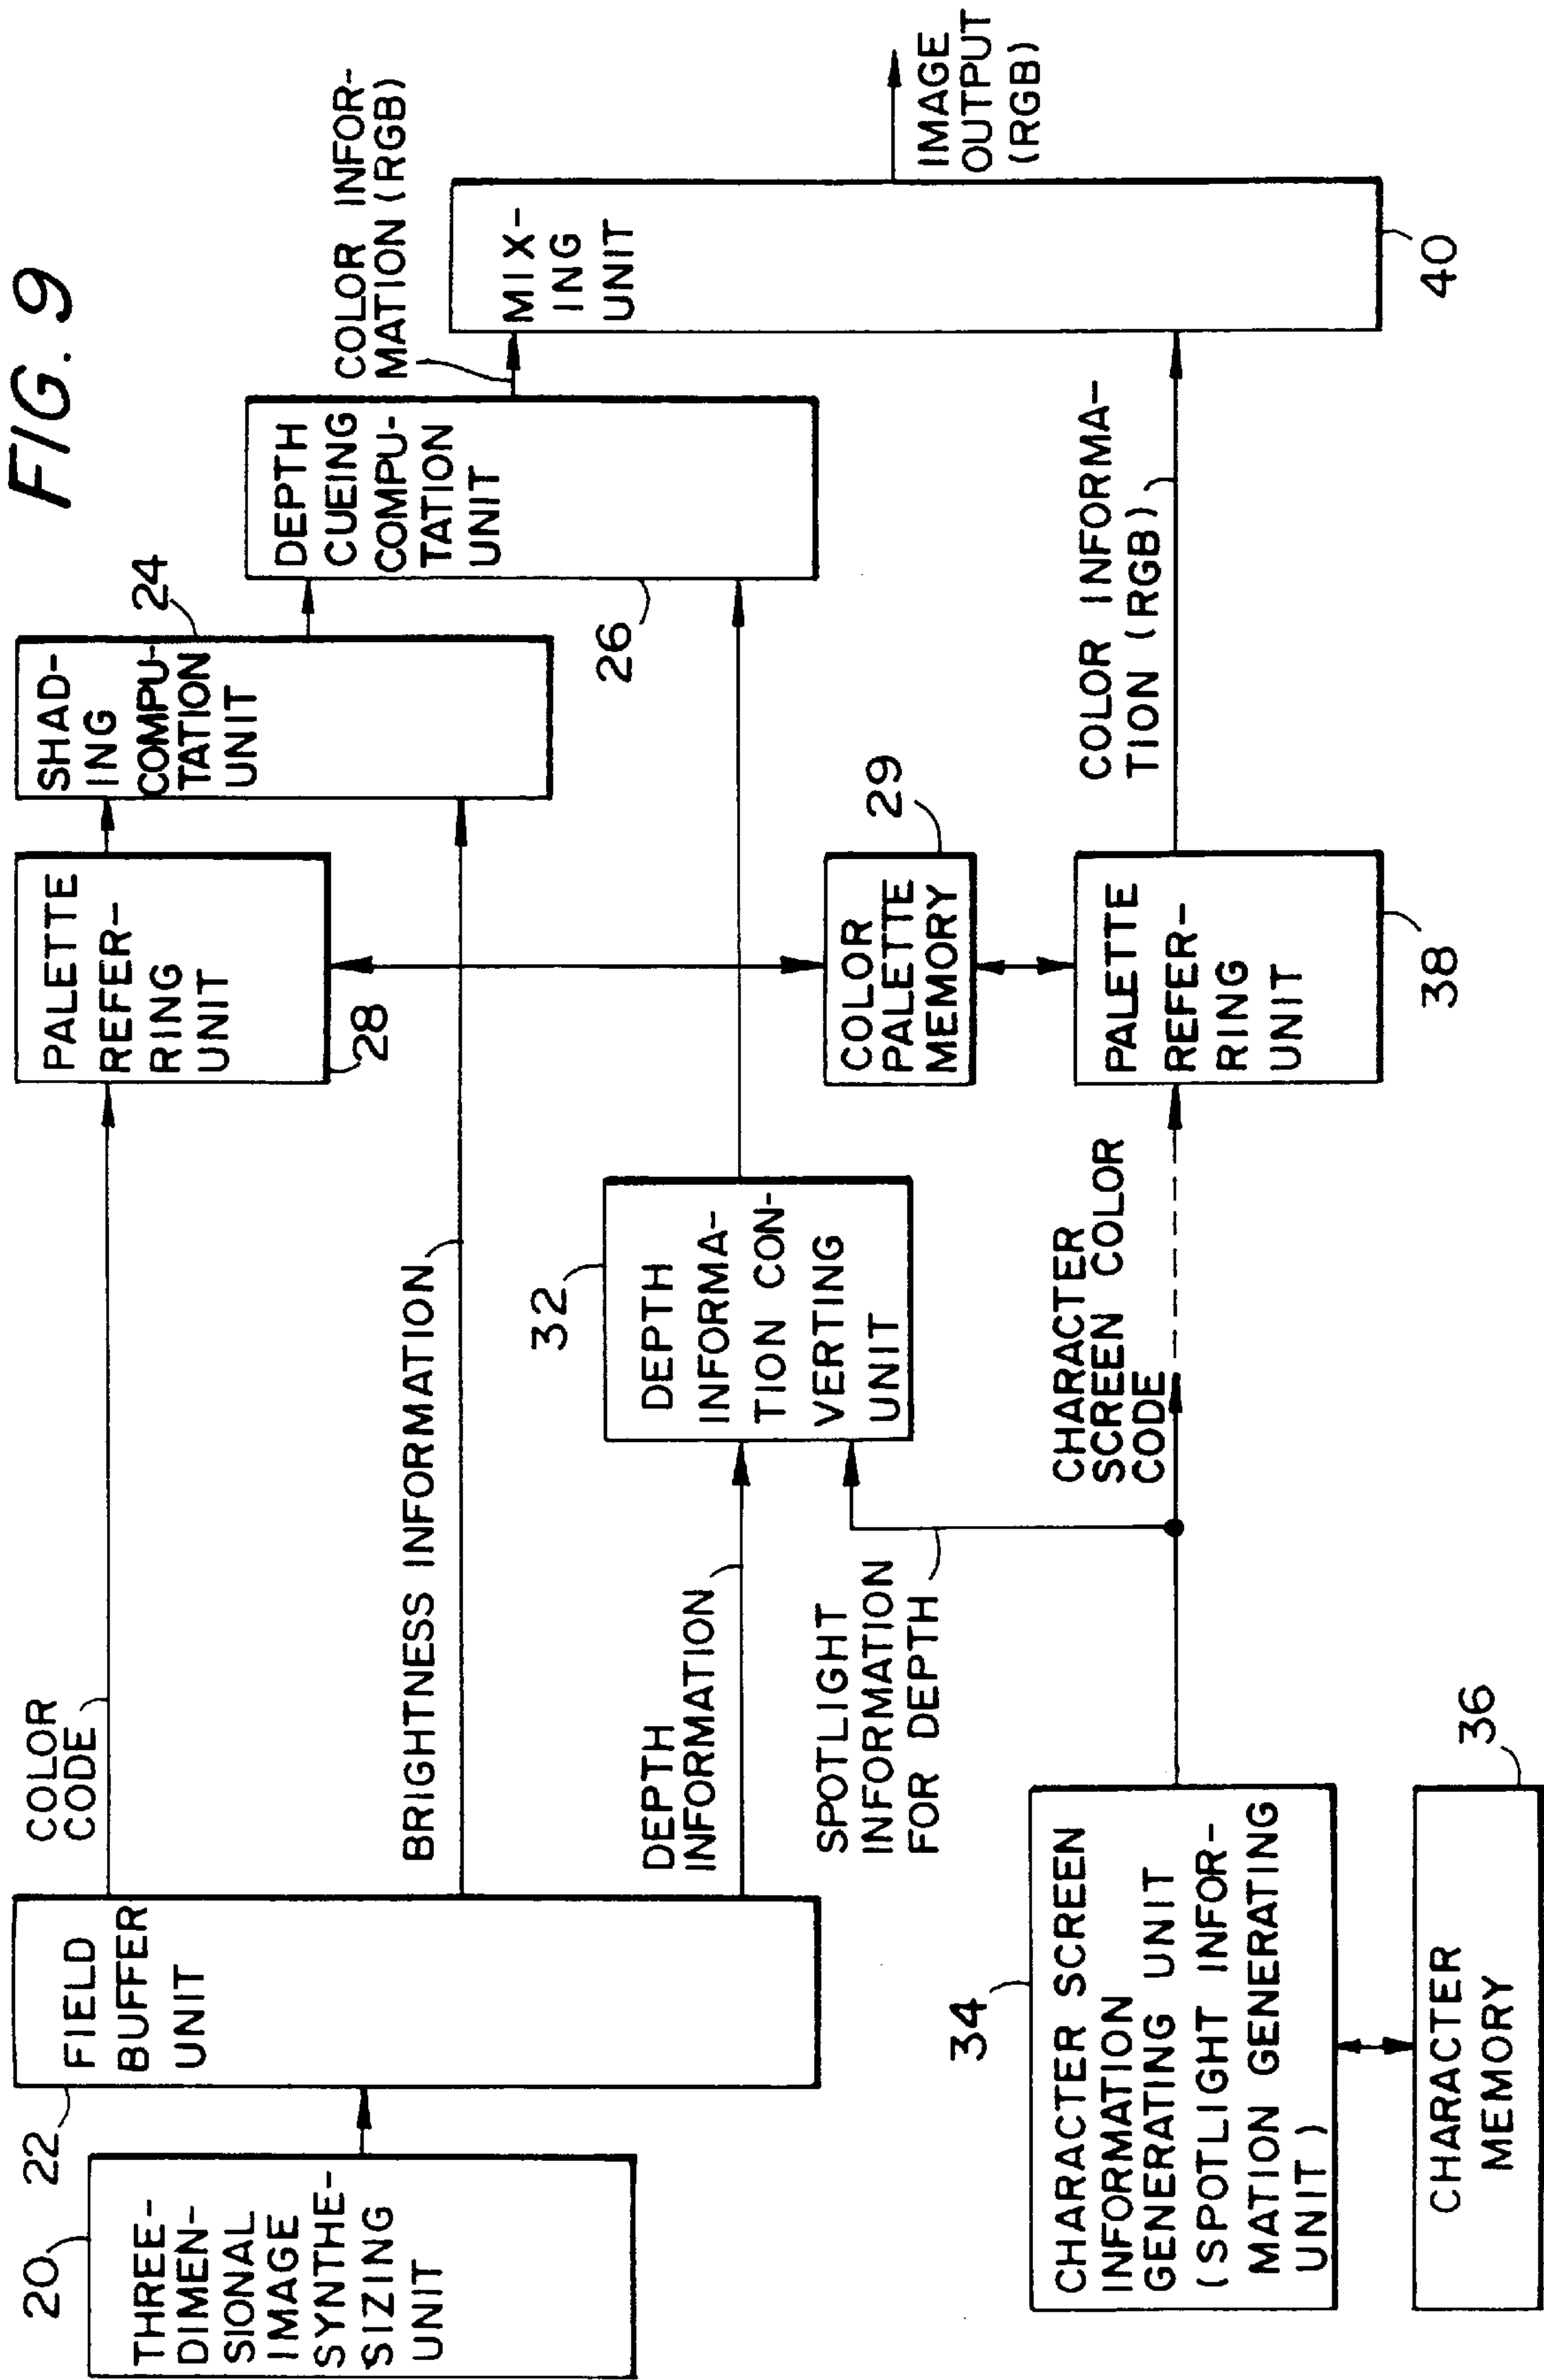 FIG. 9
20
THREE-
DIMEN-
SIONAL
IMAGE
SYNTHE-
SIZING
UNIT
22
FIELD
BUFFER
UNIT
COLOR
CODE
BRIGHTNESS INFORMATION
DEPTH
INFORMATION
SPOTLIGHT
INFORMATION
FOR DEPTH
PALETTE
REFER-
RING
UNIT
28
SHAD-
ING
COMPU-
TATION
UNIT
24
DEPTH
CUEING
COMPU-
TATION
UNIT
26
COLOR INFOR-
MATION (RGB)
MIX-
ING
UNIT
40
IMAGE
OUTPUT
(RGB)
32
DEPTH
INFORMA-
TION CON-
VERTING
UNIT
COLOR
PALETTE
MEMORY
29
34
CHARACTER SCREEN
INFORMATION
GENERATING UNIT
(SPOTLIGHT INFOR-
MATION GENERATING
UNIT)
CHARACTER
MEMORY
36
CHARACTER
SCREEN COLOR
CODE
PALETTE
REFER-
RING
UNIT
38
COLOR INFORMA-
TION (RGB)